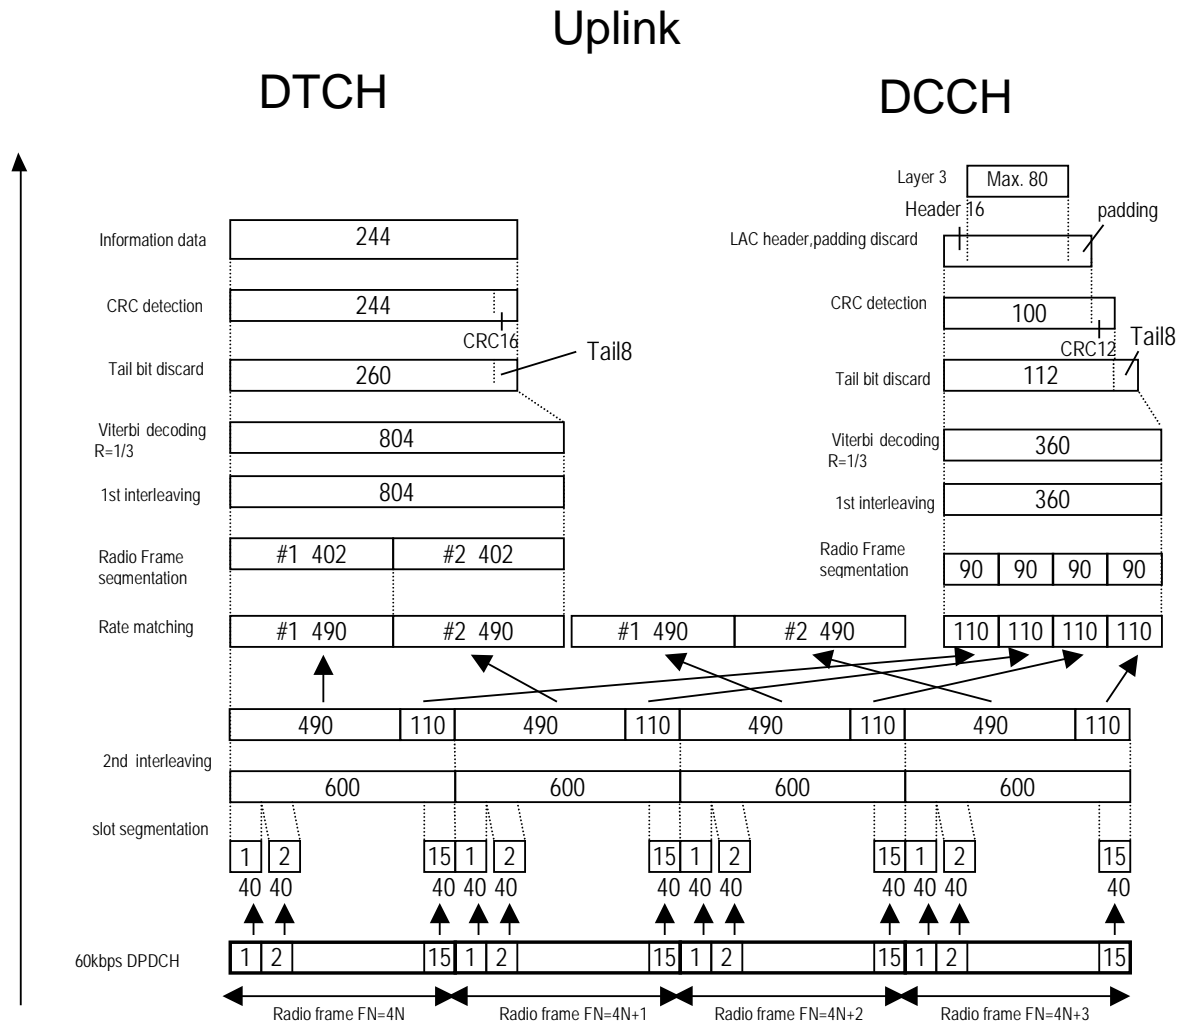 Uplink
DTCH
DCCH
Layer 3
Max. 80
Header 16
padding
Information data
244
LAC header,padding discard
CRC detection
244
CRC16
CRC detection
100
CRC12
Tail bit discard
260
Tail8
Tail bit discard
112
Tail8
Viterbi decoding
R=1/3
804
Viterbi decoding
R=1/3
360
1st interleaving
804
1st interleaving
360
Radio Frame
segmentation
#1 402
#2 402
Radio Frame
segmentation
90 90 90 90
Rate matching
#1 490
#2 490
#1 490
#2 490
110 110 110 110
490 110 490 110 490 110 490 110
2nd interleaving
600 600 600 600
slot segmentation
1 2 15 1 2 15 1 2 15 1 2 15
40 40 40 40 40 40 40 40 40 40 40 40
60kbps DPDCH
1 2 15 1 2 15 1 2 15 1 2 15
Radio frame FN=4N
Radio frame FN=4N+1
Radio frame FN=4N+2
Radio frame FN=4N+3